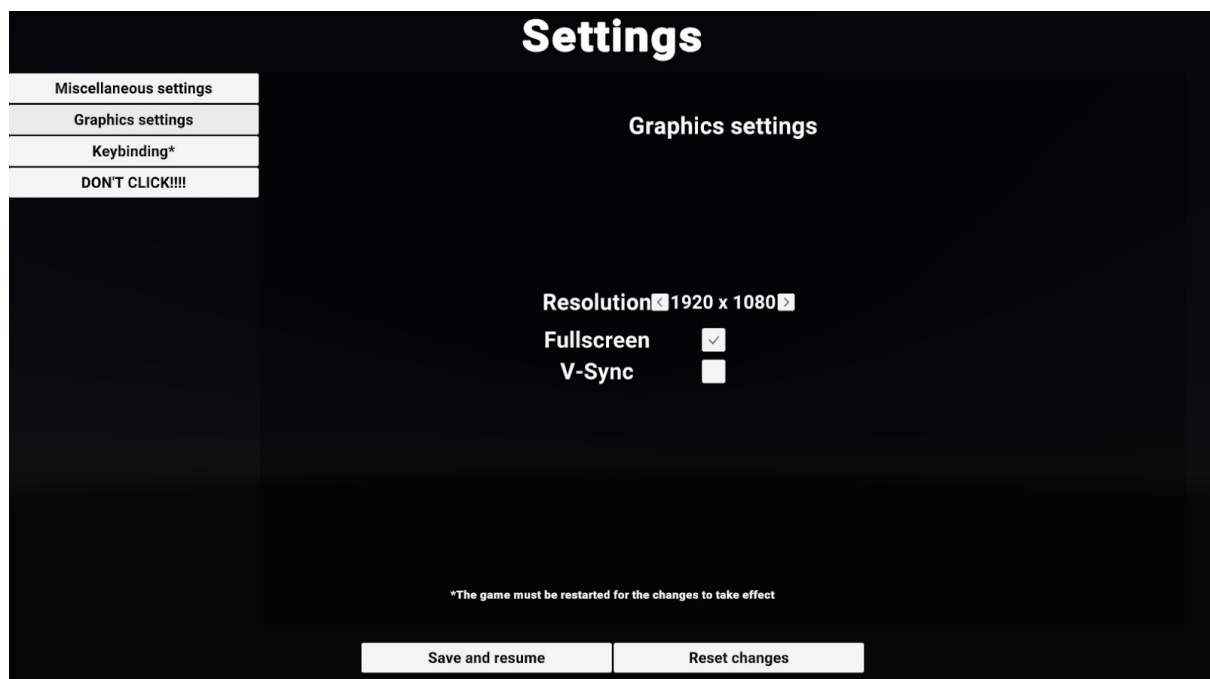 Settings
Miscellaneous settings
Graphics settings
Keybinding*
DON'T CLICK!!!!
Graphics settings
Resolution < 1920 x 1080 >
Fullscreen
V-Sync
*The game must be restarted for the changes to take effect
Save and resume
Reset changes